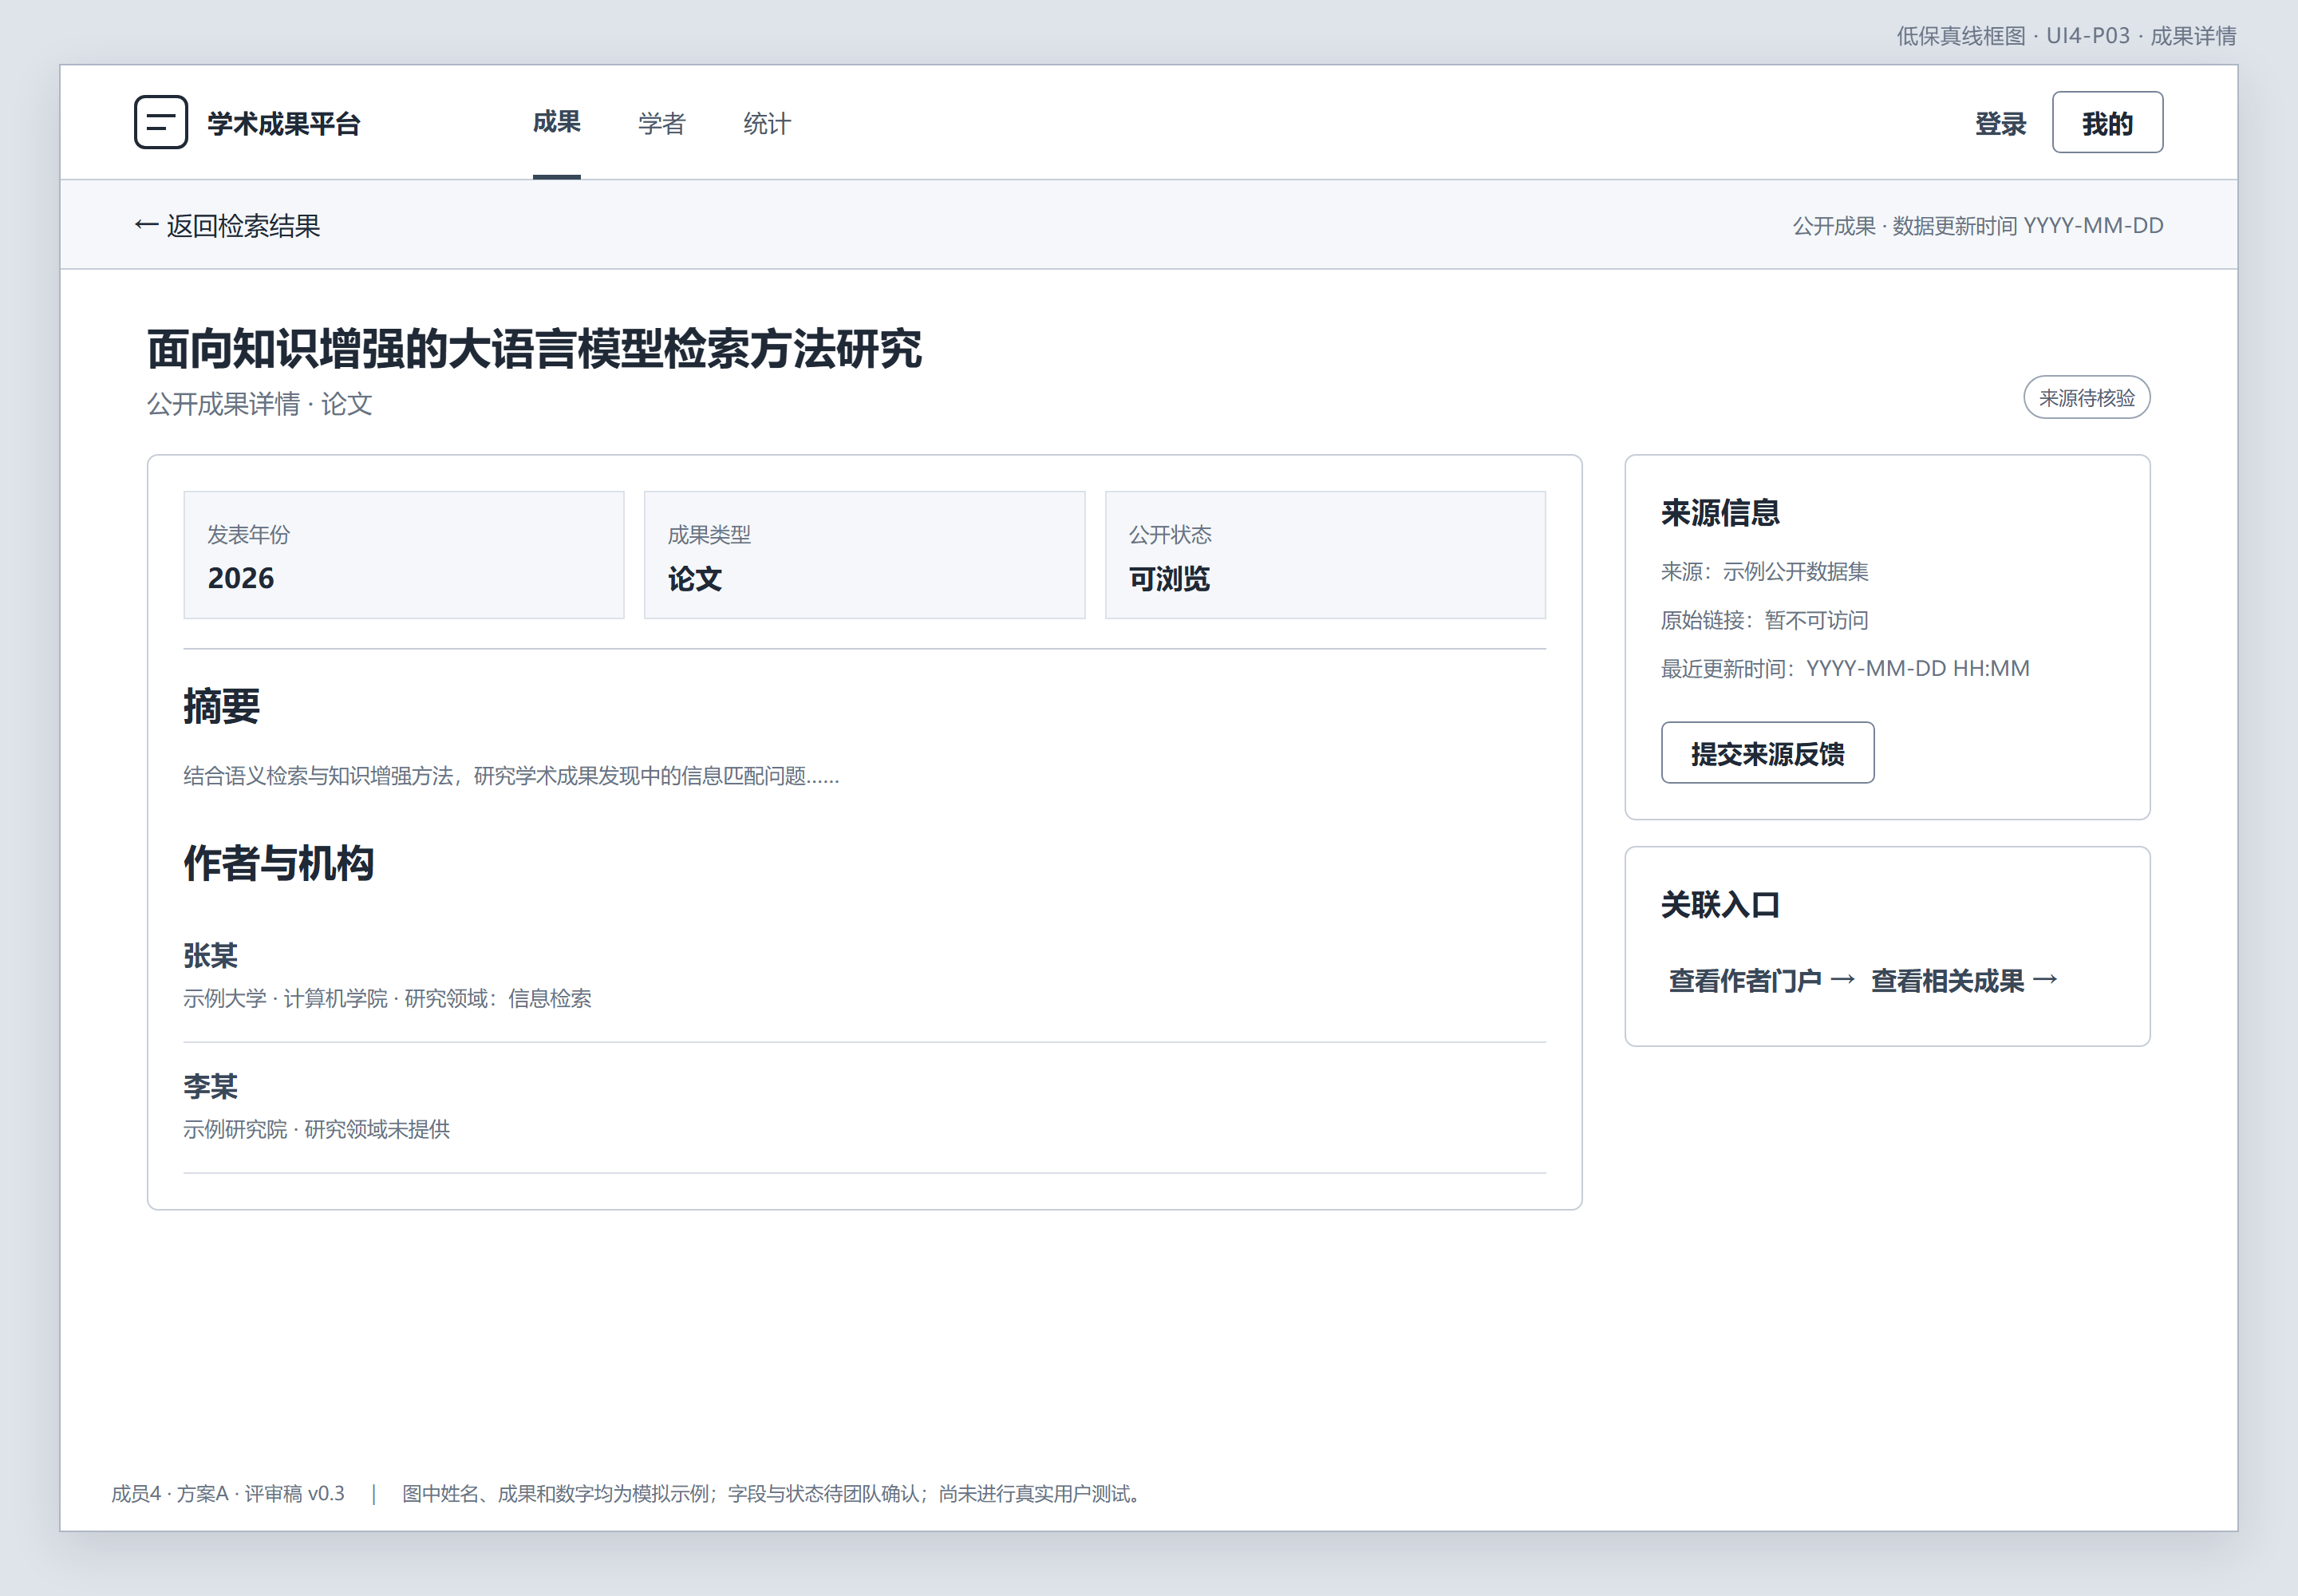 低保真线框图 · UI4-P03 · 成果详情
学术成果平台 成果 学者 统计 登录 我的
← 返回检索结果 公开成果 · 数据更新时间 YYYY-MM-DD
面向知识增强的大语言模型检索方法研究
公开成果详情 · 论文
来源待核验
发表年份
2026
成果类型
论文
公开状态
可浏览
摘要
结合语义检索与知识增强方法，研究学术成果发现中的信息匹配问题……
作者与机构
张某
示例大学 · 计算机学院 · 研究领域：信息检索
李某
示例研究院 · 研究领域未提供
来源信息
来源：示例公开数据集
原始链接：暂不可访问
最近更新时间：YYYY-MM-DD HH:MM
提交来源反馈
关联入口
查看作者门户 → 查看相关成果 →
成员4 · 方案A · 评审稿 v0.3 | 图中姓名、成果和数字均为模拟示例；字段与状态待团队确认；尚未进行真实用户测试。